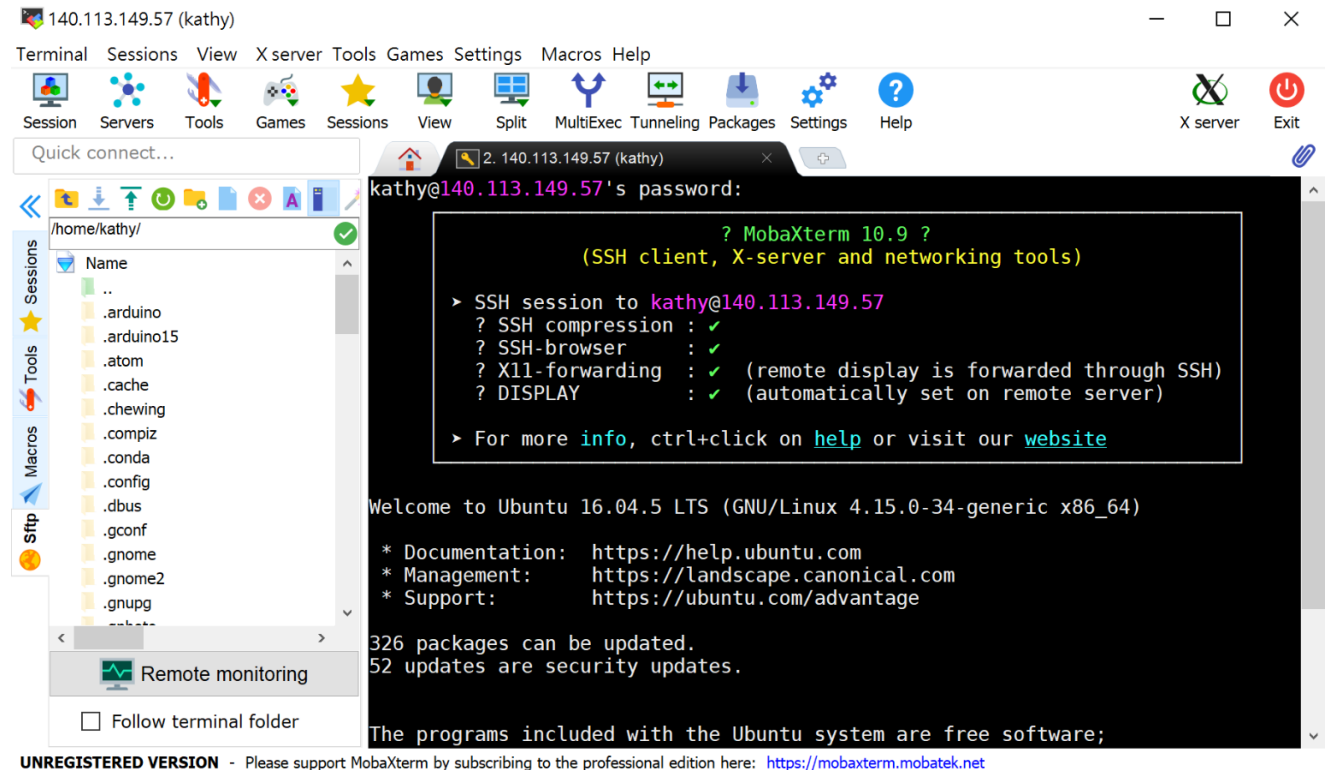 140.113.149.57 (kathy)
Terminal Sessions View X server Tools Games Settings Macros Help
Session Servers Tools Games Sessions View Split MultiExec Tunneling Packages Settings Help X server Exit
Quick connect...
2. 140.113.149.57 (kathy)
/home/kathy/
Name
..
.arduino
.arduino15
.atom
.cache
.chewing
.compiz
.conda
.config
.dbus
.gconf
.gnome
.gnome2
.gnupg
Sessions
Tools
Macros
Sftp
Remote monitoring
Follow terminal folder
kathy@140.113.149.57's password:
? MobaXterm 10.9 ?
(SSH client, X-server and networking tools)
➤ SSH session to kathy@140.113.149.57
? SSH compression : ✔
? SSH-browser : ✔
? X11-forwarding : ✔ (remote display is forwarded through SSH)
? DISPLAY : ✔ (automatically set on remote server)
➤ For more info, ctrl+click on help or visit our website
Welcome to Ubuntu 16.04.5 LTS (GNU/Linux 4.15.0-34-generic x86_64)
* Documentation: https://help.ubuntu.com
* Management: https://landscape.canonical.com
* Support: https://ubuntu.com/advantage
326 packages can be updated.
52 updates are security updates.
The programs included with the Ubuntu system are free software;
UNREGISTERED VERSION - Please support MobaXterm by subscribing to the professional edition here: https://mobaxterm.mobatek.net